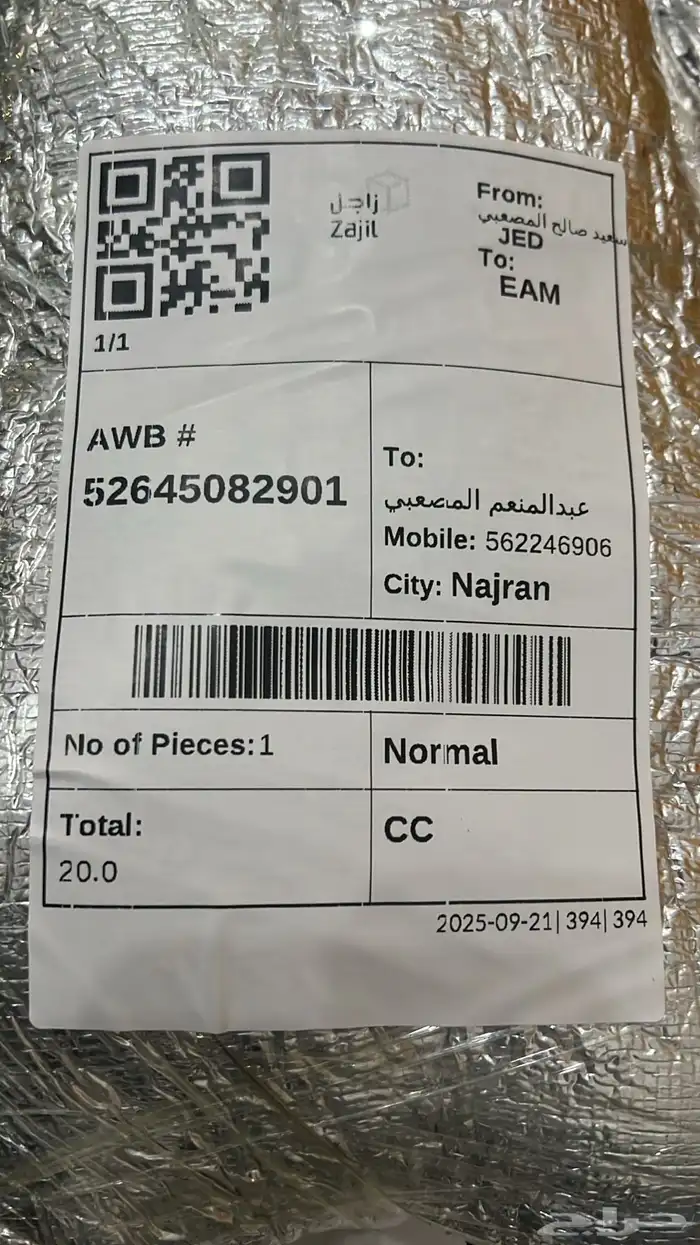 زاجل
Zajil
From:
سعيد صالح المصعبي
JED
To:
EAM
1/1
AWB #
52645082901
To:
عبدالمنعم المصعبي
Mobile: 562246906
City: Najran
No of Pieces:1
Normal
Total:
20.0
CC
2025-09-21| 394| 394
حراج